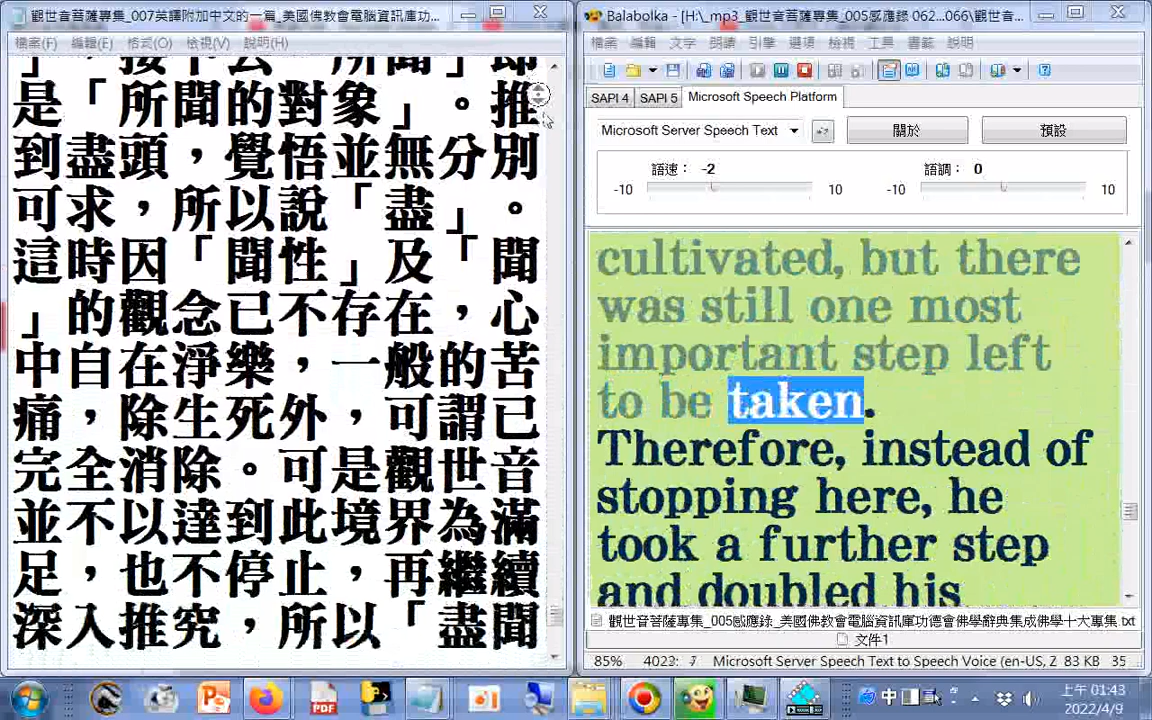 觀世音菩薩專集_007英譯附加中文的一篇_美國佛教會電腦資訊庫功...
檔案(F) 編輯(E) 格式(O) 檢視(V) 說明(H)
是「所聞的對象」。推
到盡頭，覺悟並無分別
可求，所以說「盡」。
這時因「聞性」及「聞
」的觀念已不存在，心
中自在淨樂，一般的苦
痛，除生死外，可謂已
完全消除。可是觀世音
並不以達到此境界為滿
足，也不停止，再繼續
深入推究，所以「盡聞
Balabolka - [H:\_mp3_觀世音菩薩專集_005感應錄 062...066\觀世音...
檔案 編輯 文字 朗讀 引擎 選項 檢視 工具 書籤 說明
SAPI 4 SAPI 5 Microsoft Speech Platform
Microsoft Server Speech Text 關於 預設
語速： -2 語調： 0
-10 10 -10 10
cultivated, but there
was still one most
important step left
to be taken.
Therefore, instead of
stopping here, he
took a further step
and doubled his
觀世音菩薩專集_005感應錄_美國佛教會電腦資訊庫功德會佛學辭典集成佛學十大專集 txt
文件1
85% 4023: 7 Microsoft Server Speech Text to Speech Voice (en-US, Z 83 KB 35
中 上午 01:43
2022/4/9